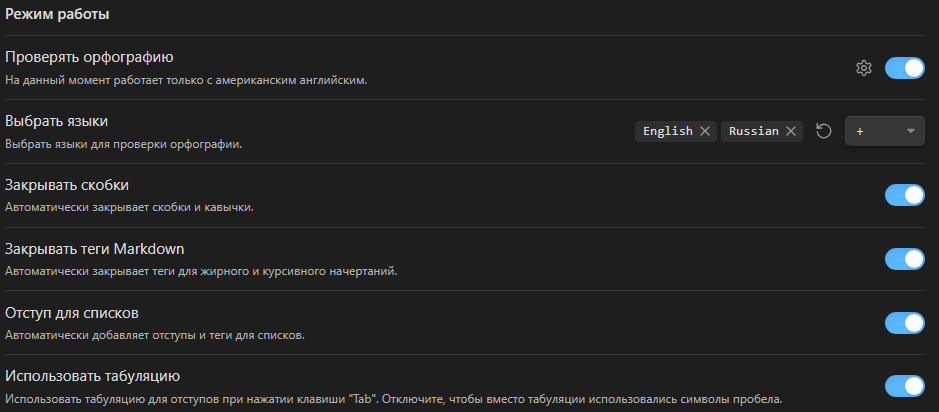 Режим работы
Проверять орфографию
На данный момент работает только с американским английским.
Выбрать языки
Выбрать языки для проверки орфографии.
English
Russian
+
Закрывать скобки
Автоматически закрывает скобки и кавычки.
Закрывать теги Markdown
Автоматически закрывает теги для жирного и курсивного начертаний.
Отступ для списков
Автоматически добавляет отступы и теги для списков.
Использовать табуляцию
Использовать табуляцию для отступов при нажатии клавиши "Tab". Отключите, чтобы вместо табуляции использовались символы пробела.